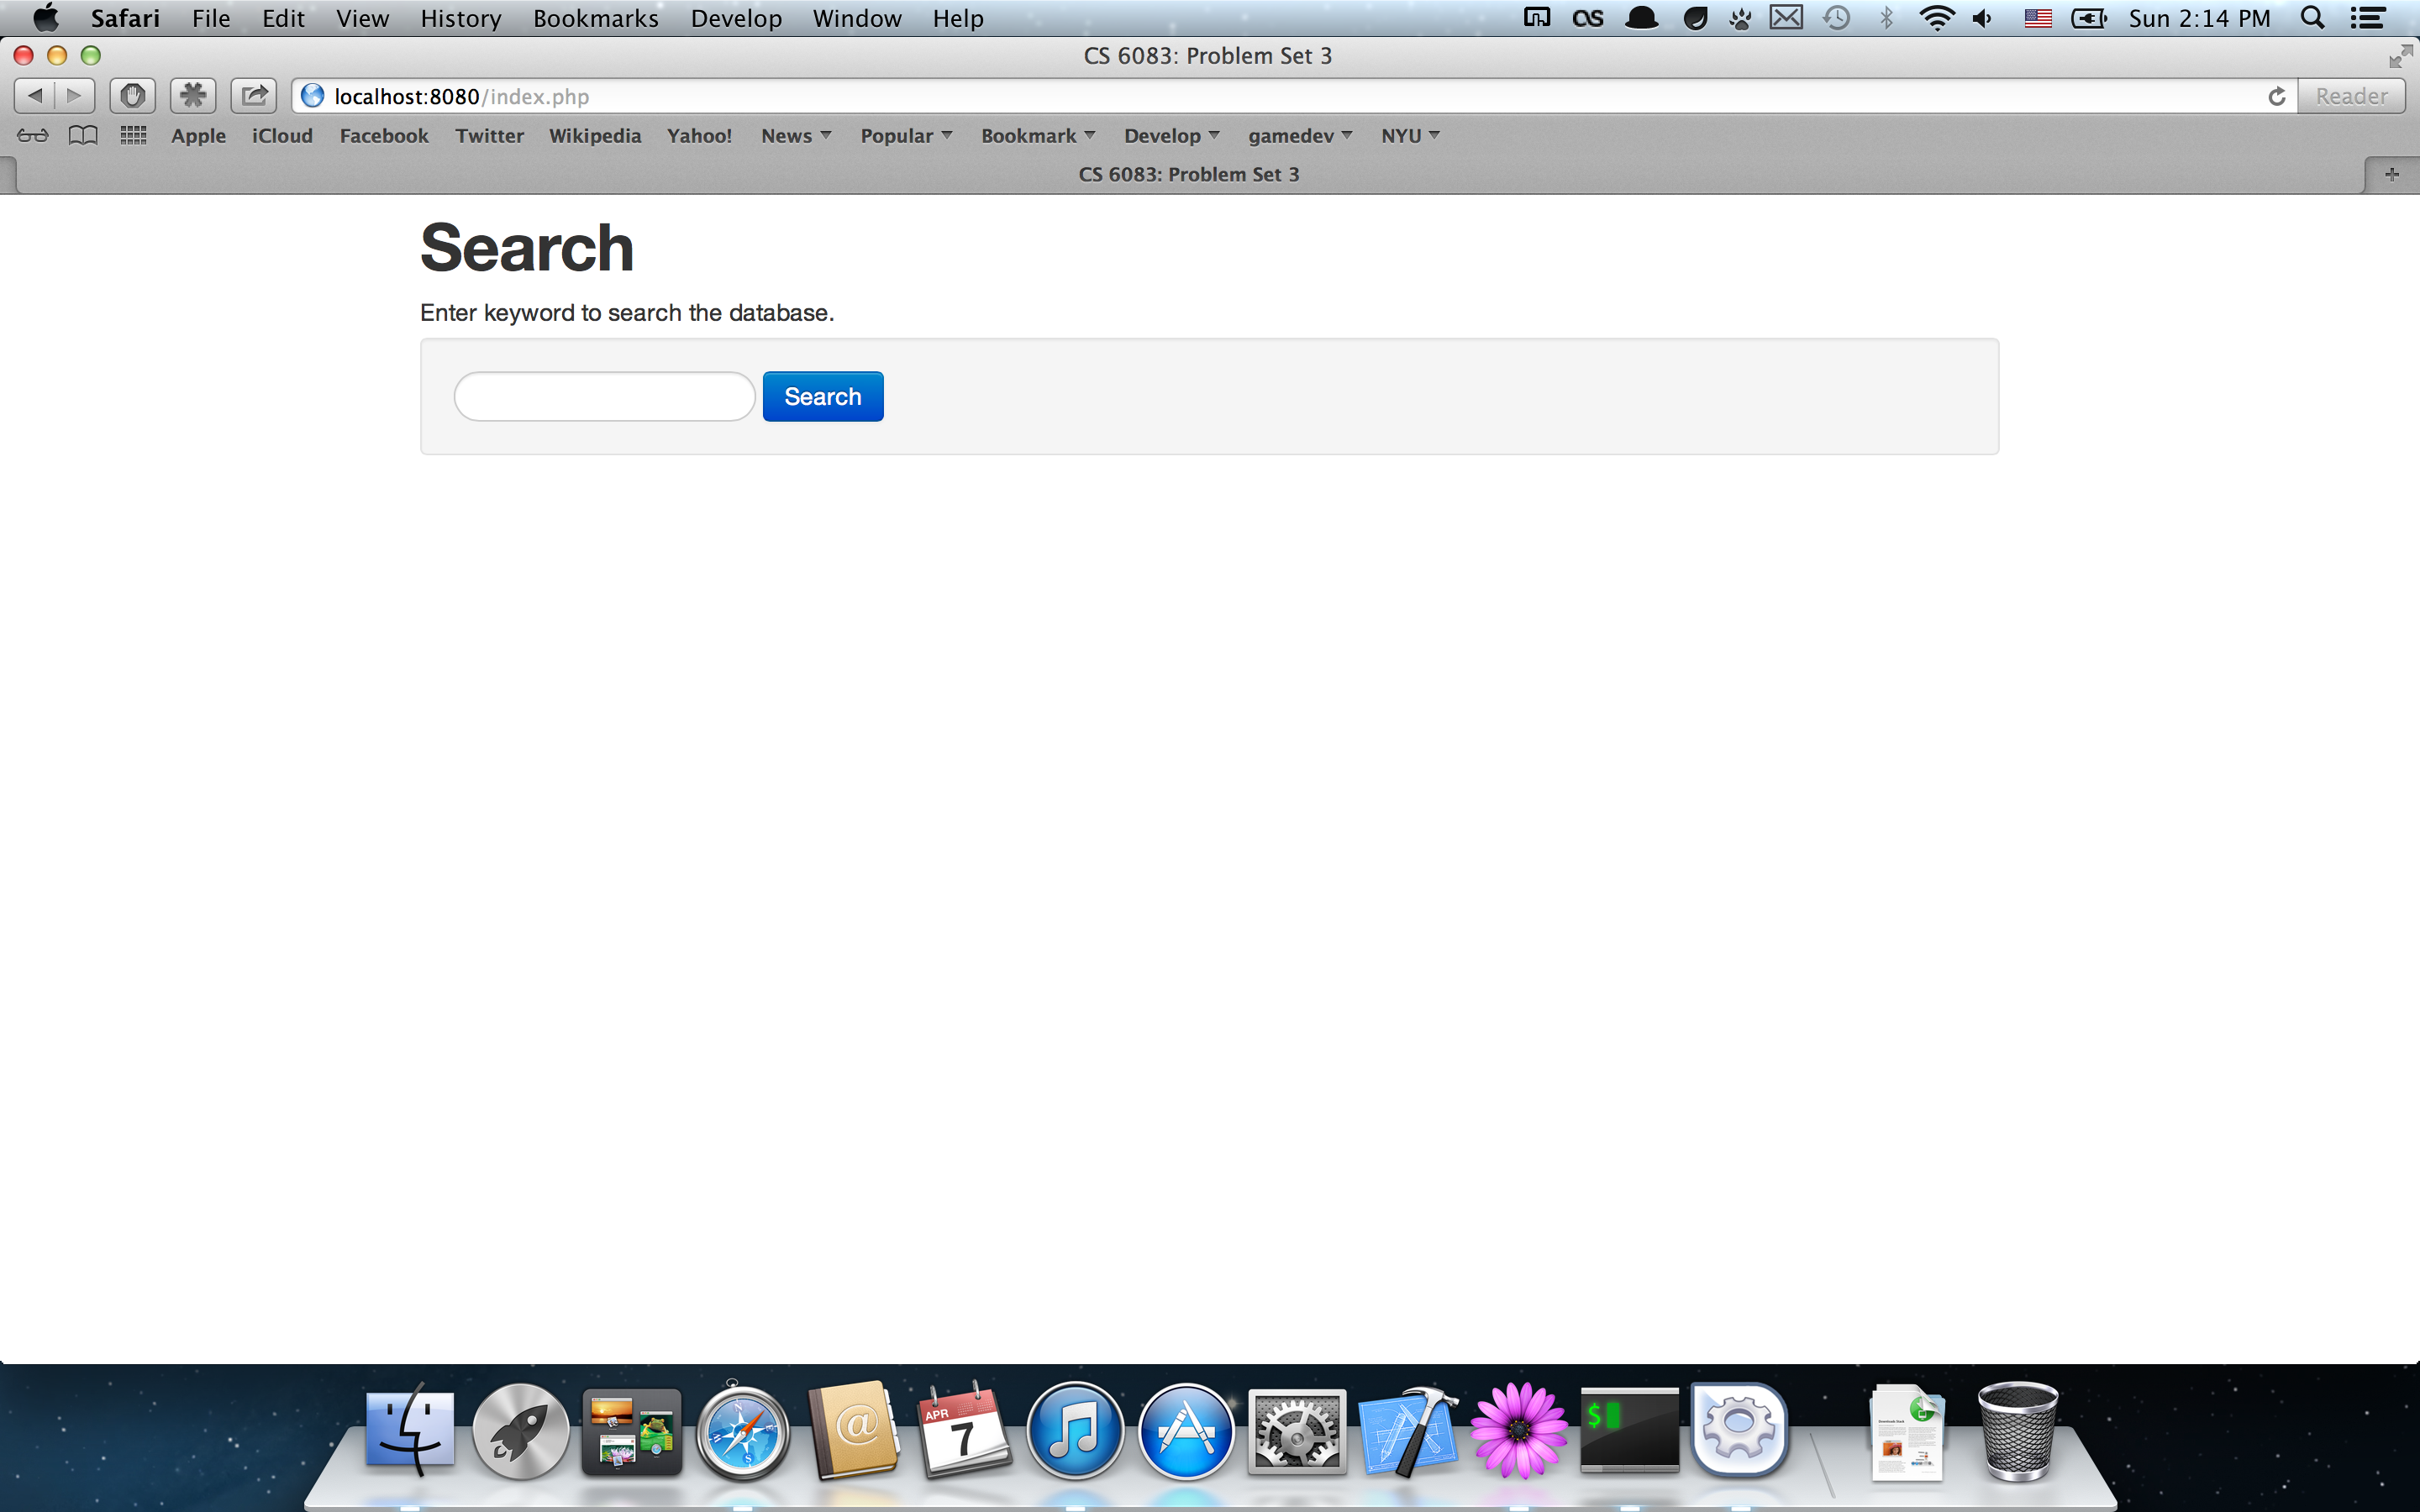 Safari File Edit View History Bookmarks Develop Window Help Sun 2:14 PM
CS 6083: Problem Set 3
localhost:8080/index.php Reader
Apple iCloud Facebook Twitter Wikipedia Yahoo! News Popular Bookmark Develop gamedev NYU
CS 6083: Problem Set 3
Search
Enter keyword to search the database.
Search
APR
7
@
$